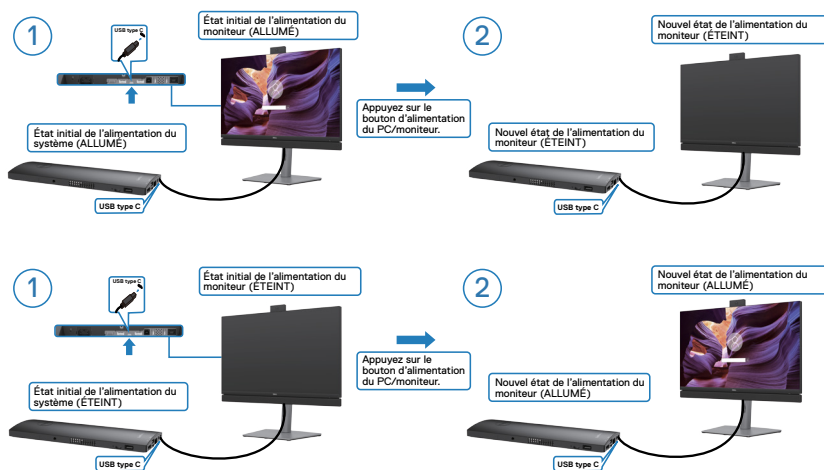 1
USB type C
État initial de l'alimentation du
moniteur (ALLUMÉ)
État initial de l'alimentation du
système (ALLUMÉ)
USB type C
Appuyez sur le
bouton d'alimentation
du PC/moniteur.
2
Nouvel état de l'alimentation du
moniteur (ÉTEINT)
Nouvel état de l'alimentation du
moniteur (ÉTEINT)
USB type C
1
USB type C
État initial de l'alimentation du
moniteur (ÉTEINT)
État initial de l'alimentation du
système (ÉTEINT)
USB type C
Appuyez sur le
bouton d'alimentation
du PC/moniteur.
2
Nouvel état de l'alimentation du
moniteur (ALLUMÉ)
Nouvel état de l'alimentation du
moniteur (ALLUMÉ)
USB type C